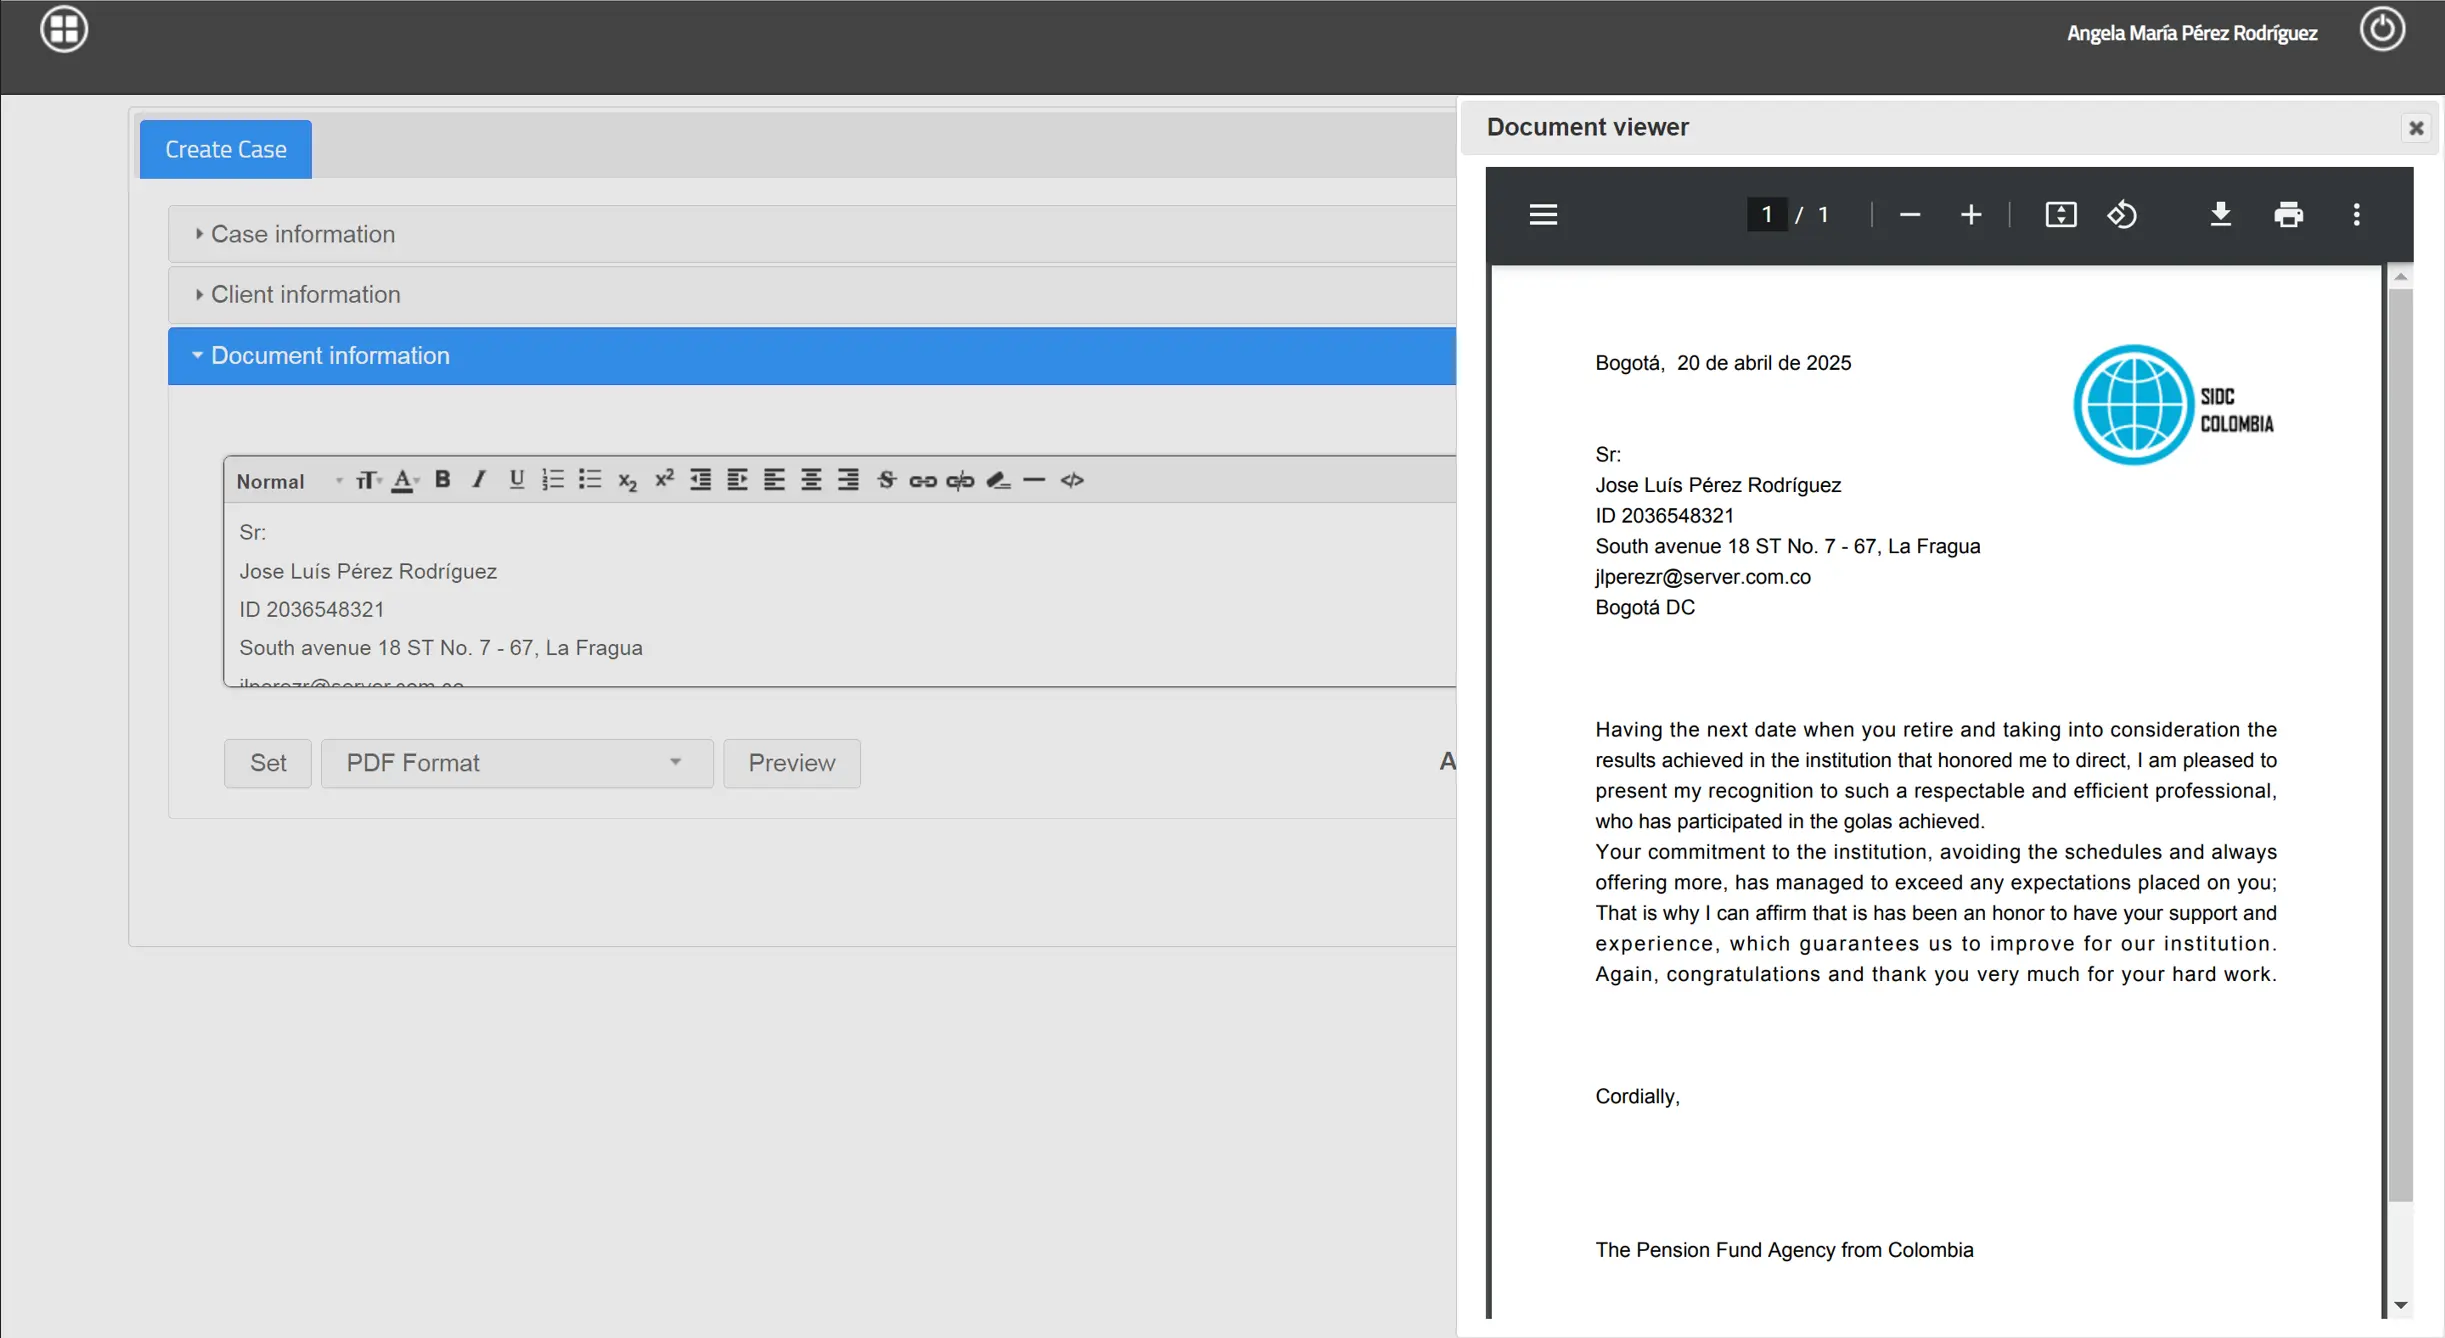 Angela María Pérez Rodríguez
Create Case
Case information
Client information
Document information
Normal
Sr:
Jose Luís Pérez Rodríguez
ID 2036548321
South avenue 18 ST No. 7 - 67, La Fragua
jlperezr@server.com.co
Set
PDF Format
Preview
A
Document viewer
1 / 1
Bogotá, 20 de abril de 2025
SIDC
COLOMBIA
Sr:
Jose Luís Pérez Rodríguez
ID 2036548321
South avenue 18 ST No. 7 - 67, La Fragua
jlperezr@server.com.co
Bogotá DC
Having the next date when you retire and taking into consideration the
results achieved in the institution that honored me to direct, I am pleased to
present my recognition to such a respectable and efficient professional,
who has participated in the golas achieved.
Your commitment to the institution, avoiding the schedules and always
offering more, has managed to exceed any expectations placed on you;
That is why I can affirm that is has been an honor to have your support and
experience, which guarantees us to improve for our institution.
Again, congratulations and thank you very much for your hard work.
Cordially,
The Pension Fund Agency from Colombia